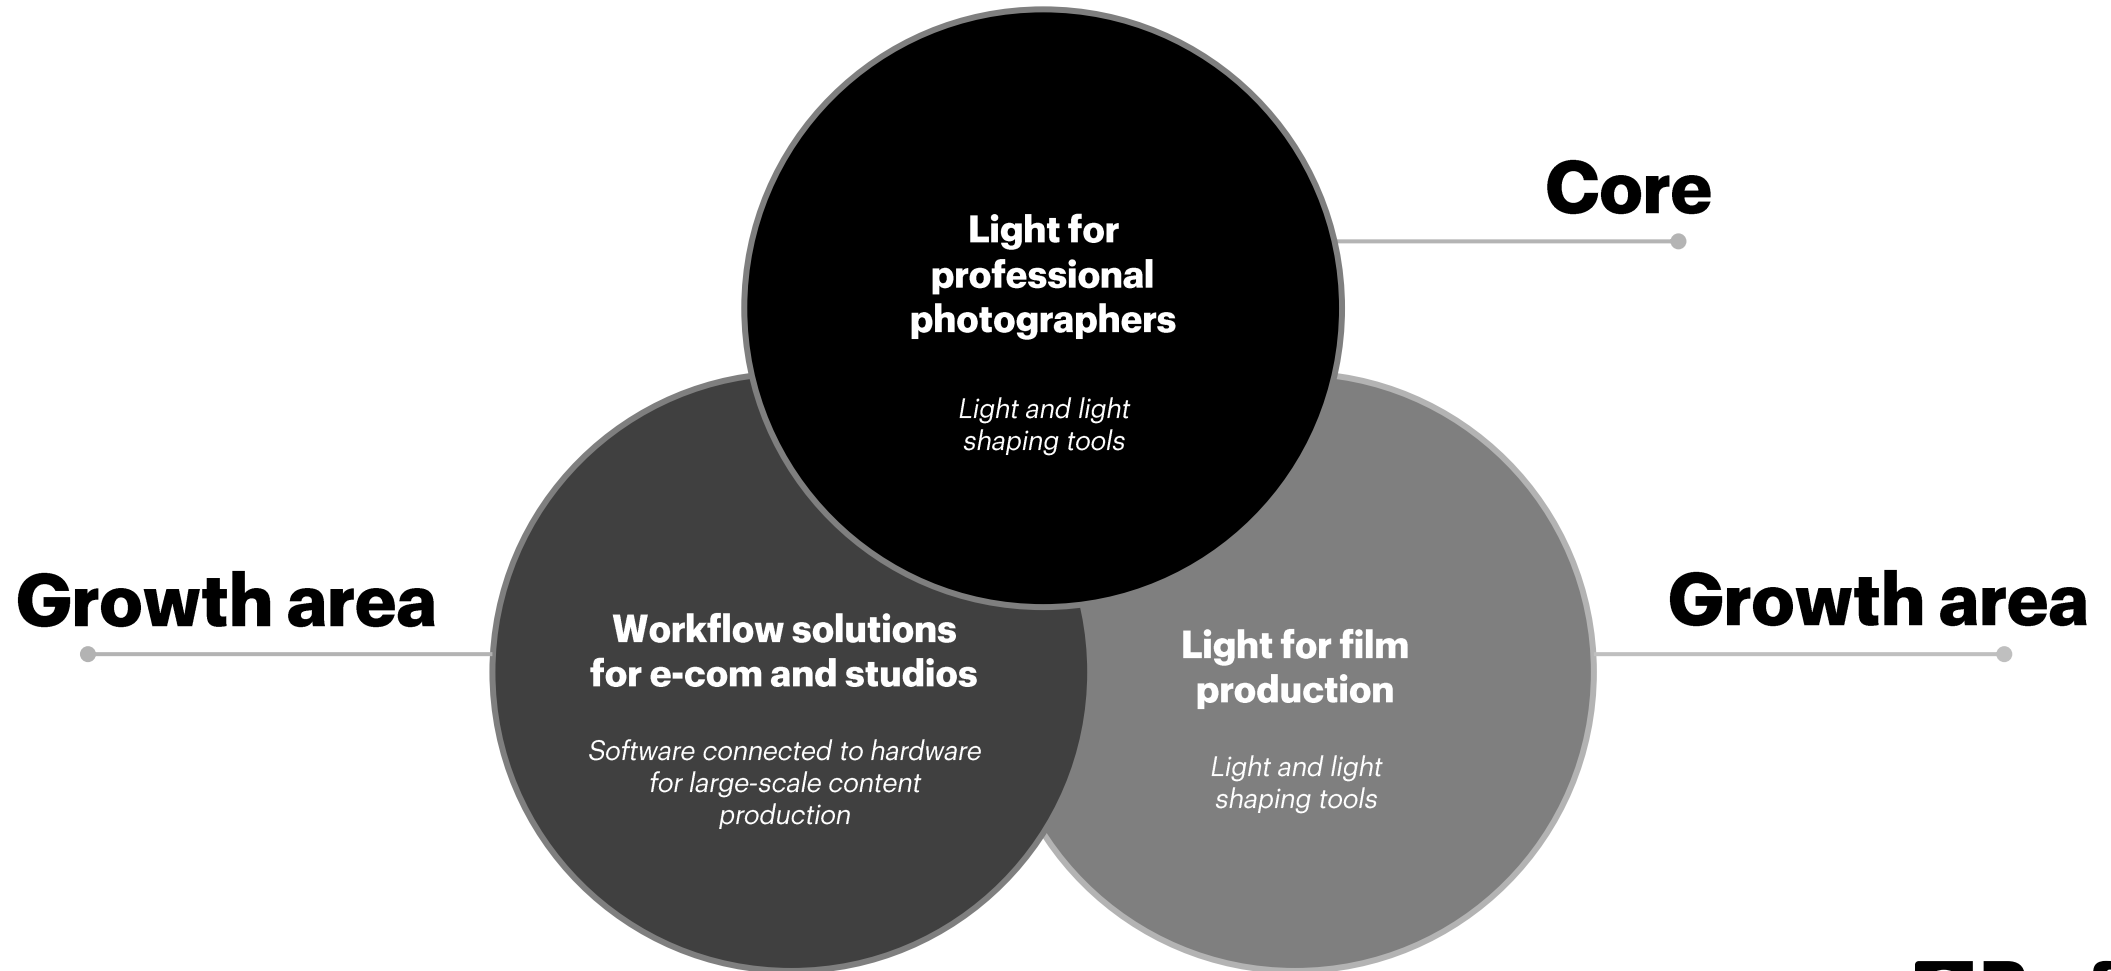 Core
Light for
professional
photographers
Light and light
shaping tools
Growth area
Growth area
Workflow solutions
for e-com and studios
Software connected to hardware
for large-scale content
production
Light for film
production
Light and light
shaping tools